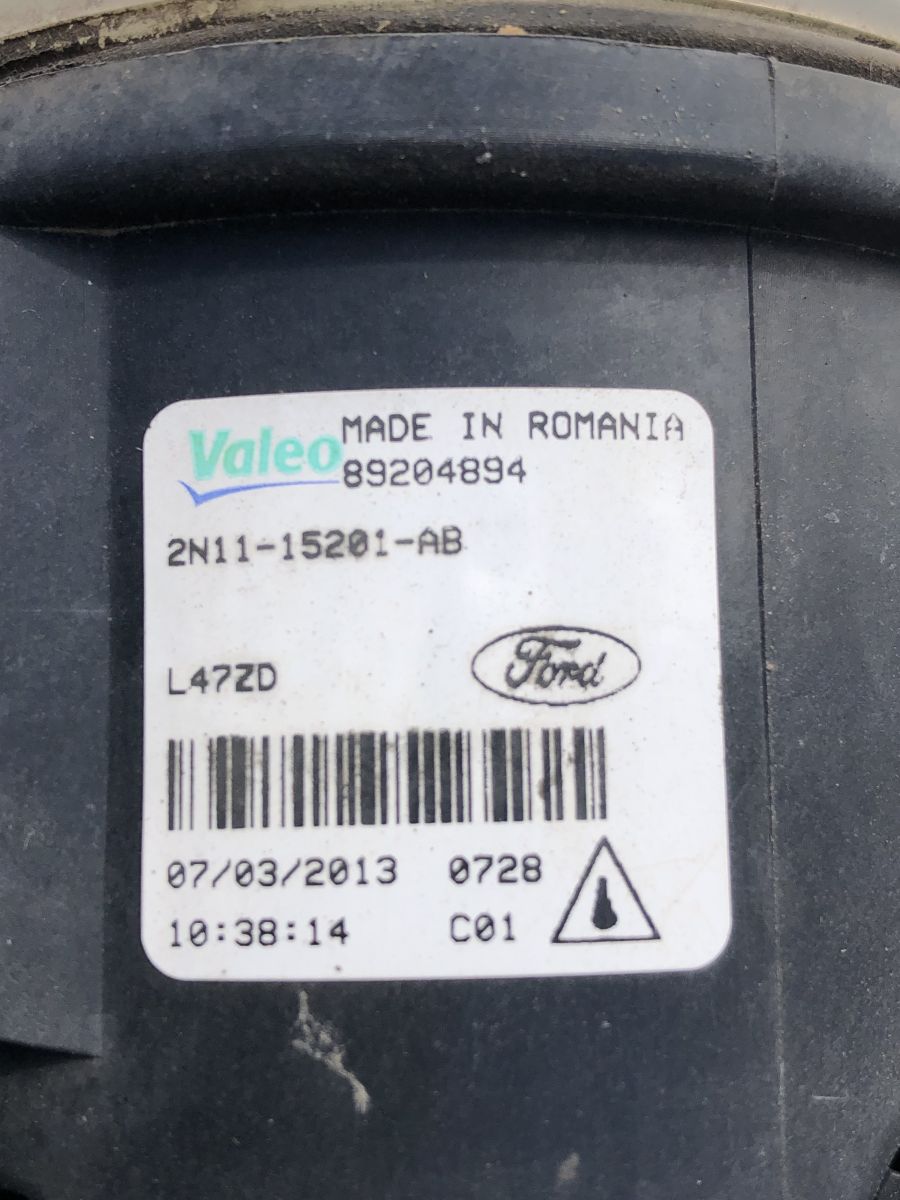 Valeo MADE IN ROMANIA
89204894
2N11-15201-AB
L47ZD
Ford
07/03/2013 0728
10:38:14 C01